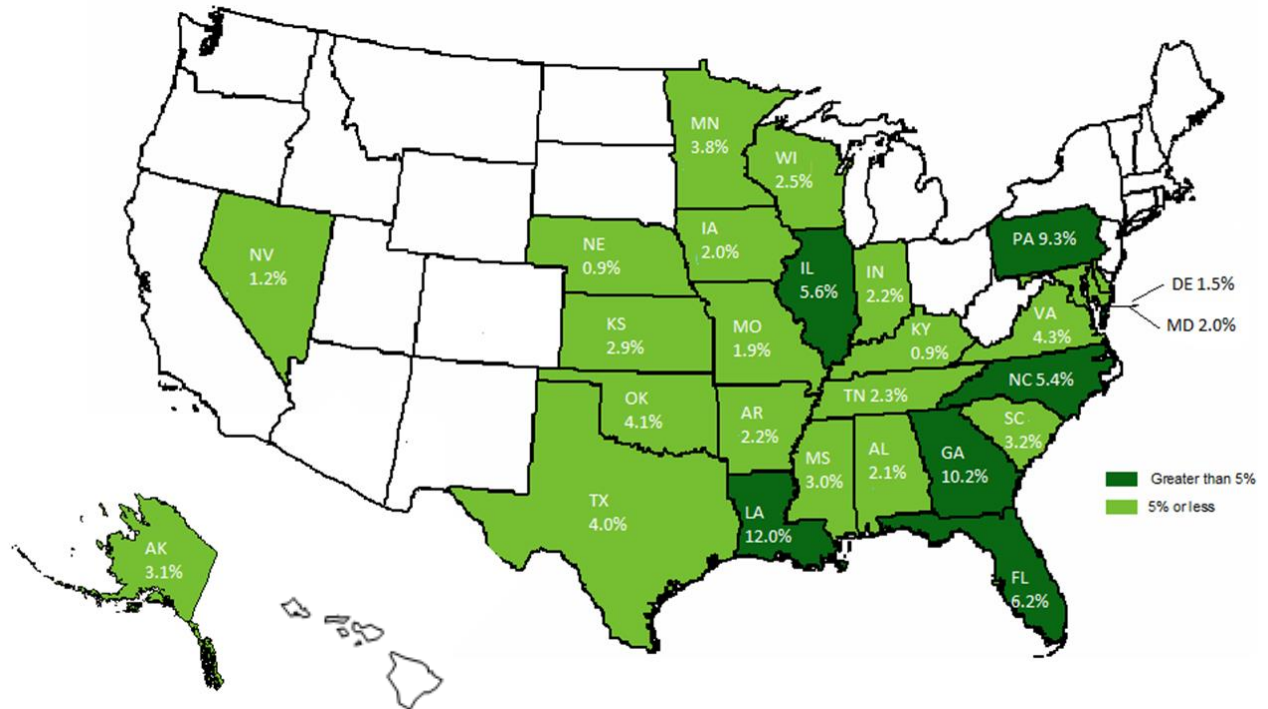 MN
3.8%
WI
2.5%
IA
2.0%
NE
0.9%
NV
1.2%
IL
5.6%
IN
2.2%
PA 9.3%
DE 1.5%
MD 2.0%
VA
4.3%
KY
0.9%
KS
2.9%
MO
1.9%
NC 5.4%
TN 2.3%
SC
3.2%
OK
4.1%
AR
2.2%
MS
3.0%
AL
2.1%
GA
10.2%
TX
4.0%
LA
12.0%
FL
6.2%
AK
3.1%
Greater than 5%
5% or less